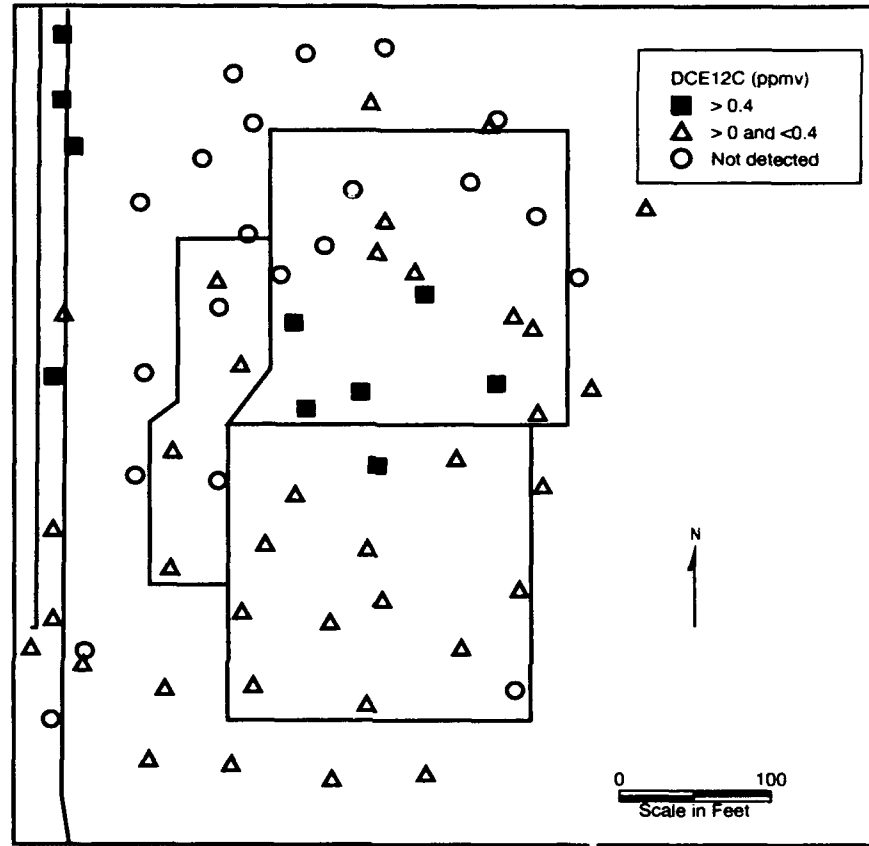 DCE12C (ppmv)
> 0.4
> 0 and <0.4
Not detected
N
0 100
Scale in Feet